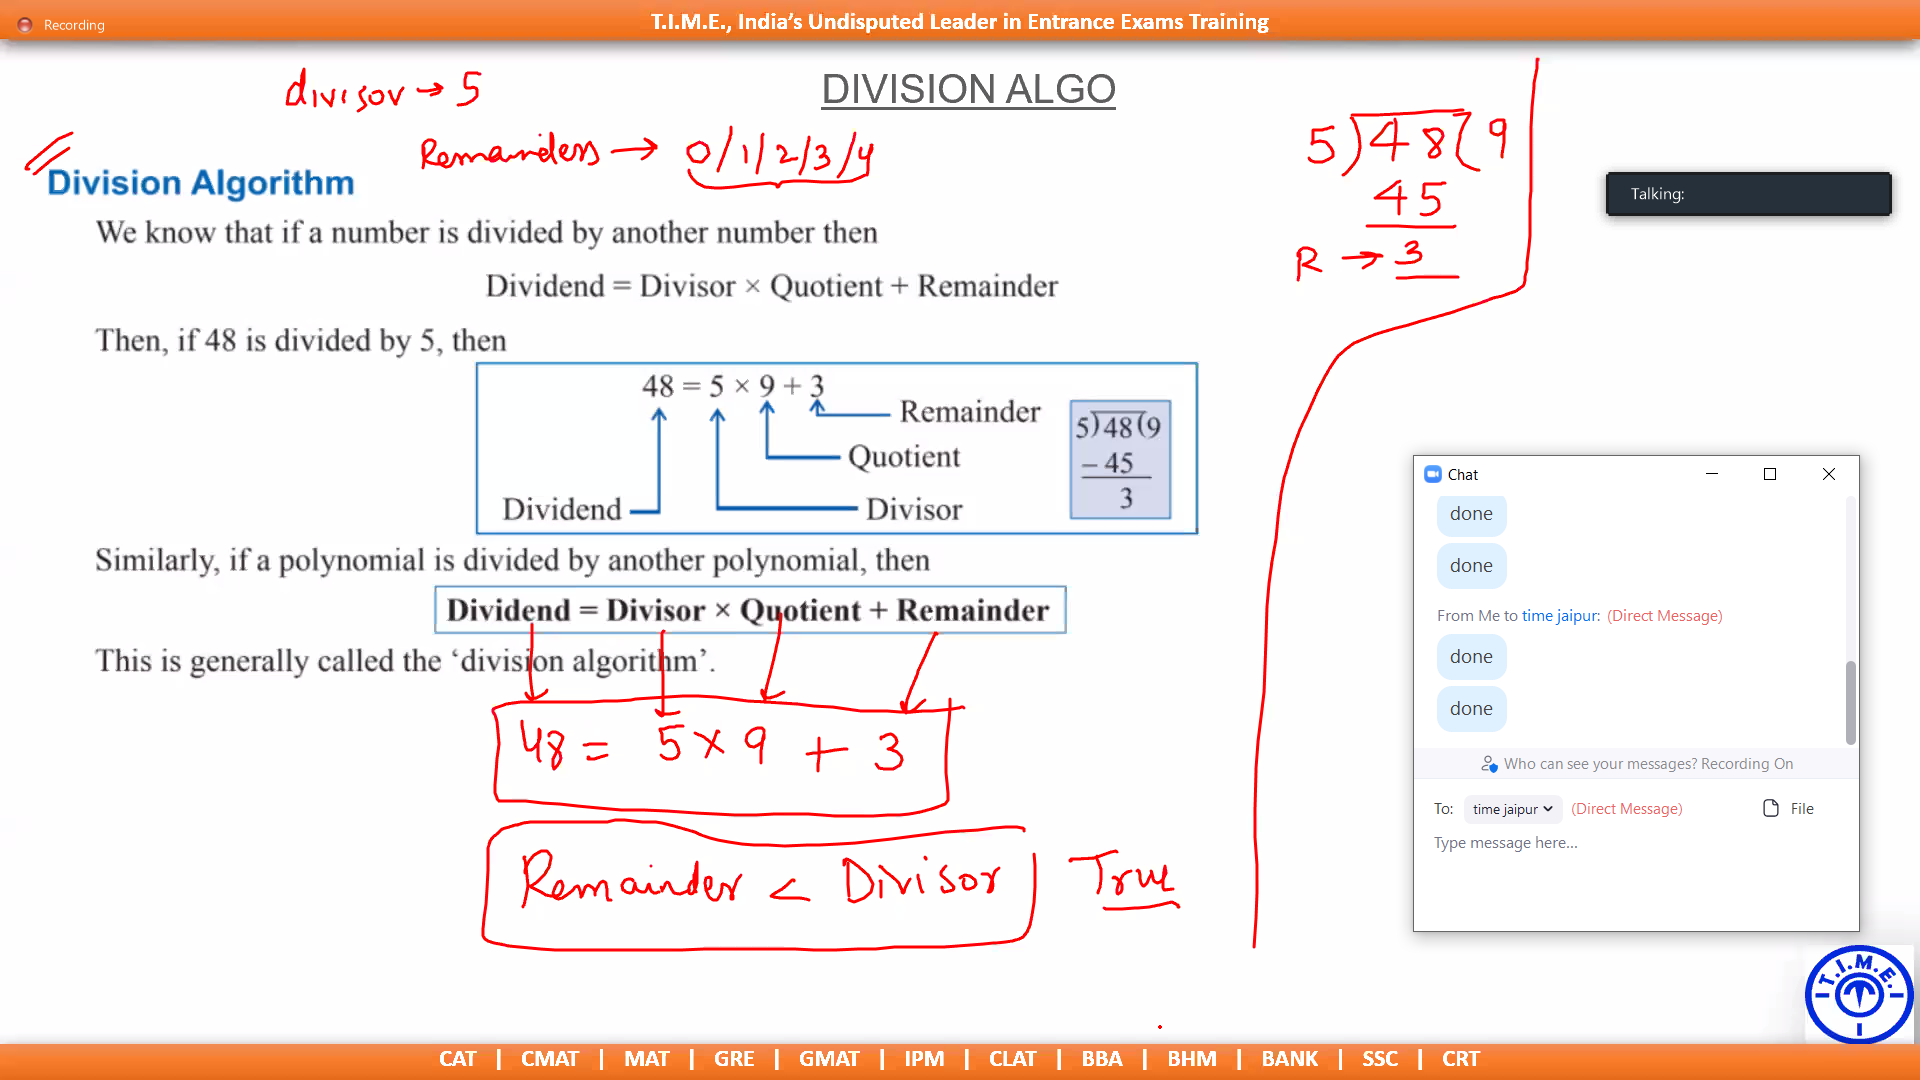 Recording
T.I.M.E., India’s Undisputed Leader in Entrance Exams Training
DIVISION ALGO
divisor → 5
Remainders → 0/1/2/3/4
Division Algorithm
We know that if a number is divided by another number then
Dividend = Divisor × Quotient + Remainder
Then, if 48 is divided by 5, then
48 = 5 × 9 + 3
Remainder
Quotient
Dividend
Divisor
5)48(9
– 45
3
Similarly, if a polynomial is divided by another polynomial, then
Dividend = Divisor × Quotient + Remainder
This is generally called the ‘division algorithm’.
48 = 5 × 9 + 3
Remainder < Divisor
True
5)48(9
45
R → 3
Talking:
Chat
done
done
From Me to time jaipur: (Direct Message)
done
done
Who can see your messages? Recording On
To: time jaipur (Direct Message) File
Type message here...
T.I.M.E.
CAT | CMAT | MAT | GRE | GMAT | IPM | CLAT | BBA | BHM | BANK | SSC | CRT